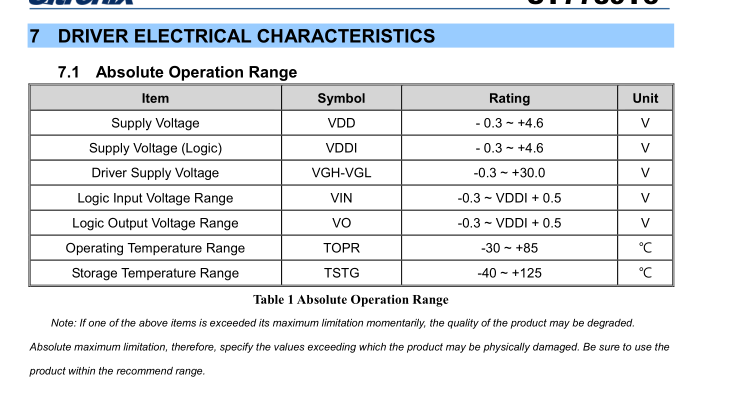 7 DRIVER ELECTRICAL CHARACTERISTICS
7.1 Absolute Operation Range
Item Symbol Rating Unit
Supply Voltage VDD - 0.3 ~ +4.6 V
Supply Voltage (Logic) VDDI - 0.3 ~ +4.6 V
Driver Supply Voltage VGH-VGL -0.3 ~ +30.0 V
Logic Input Voltage Range VIN -0.3 ~ VDDI + 0.5 V
Logic Output Voltage Range VO -0.3 ~ VDDI + 0.5 V
Operating Temperature Range TOPR -30 ~ +85 ℃
Storage Temperature Range TSTG -40 ~ +125 ℃
Table 1 Absolute Operation Range
Note: If one of the above items is exceeded its maximum limitation momentarily, the quality of the product may be degraded.
Absolute maximum limitation, therefore, specify the values exceeding which the product may be physically damaged. Be sure to use the
product within the recommend range.